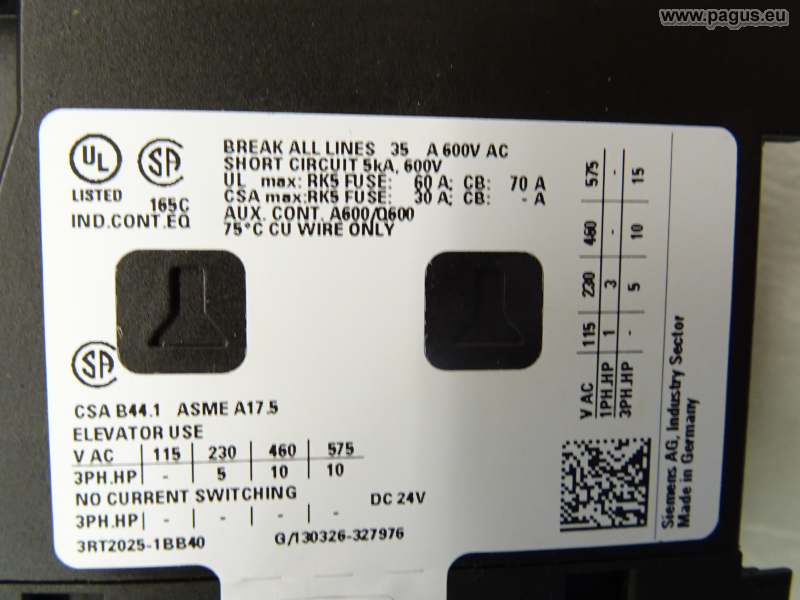 www.pagus.eu
UL
LISTED
SA
165C
IND.CONT.EQ
BREAK ALL LINES 35 A 600V AC
SHORT CIRCUIT 5kA, 600V
UL max: RK5 FUSE: 60 A; CB: 70 A
CSA max: RK5 FUSE: 30 A; CB: - A
AUX. CONT. A600/Q600
75°C CU WIRE ONLY
SA
CSA B44.1 ASME A17.5
ELEVATOR USE
V AC | 115 | 230 | 460 | 575
3PH.HP | - | 5 | 10 | 10
NO CURRENT SWITCHING DC 24V
3PH.HP | - | - | - | -
3RT2025-1BB40 G/130326-327976
V AC | 115 | 230 | 460 | 575
1PH.HP | 1 | 3 | - | -
3PH.HP | - | 5 | 10 | 15
Siemens AG, Industry Sector
Made in Germany